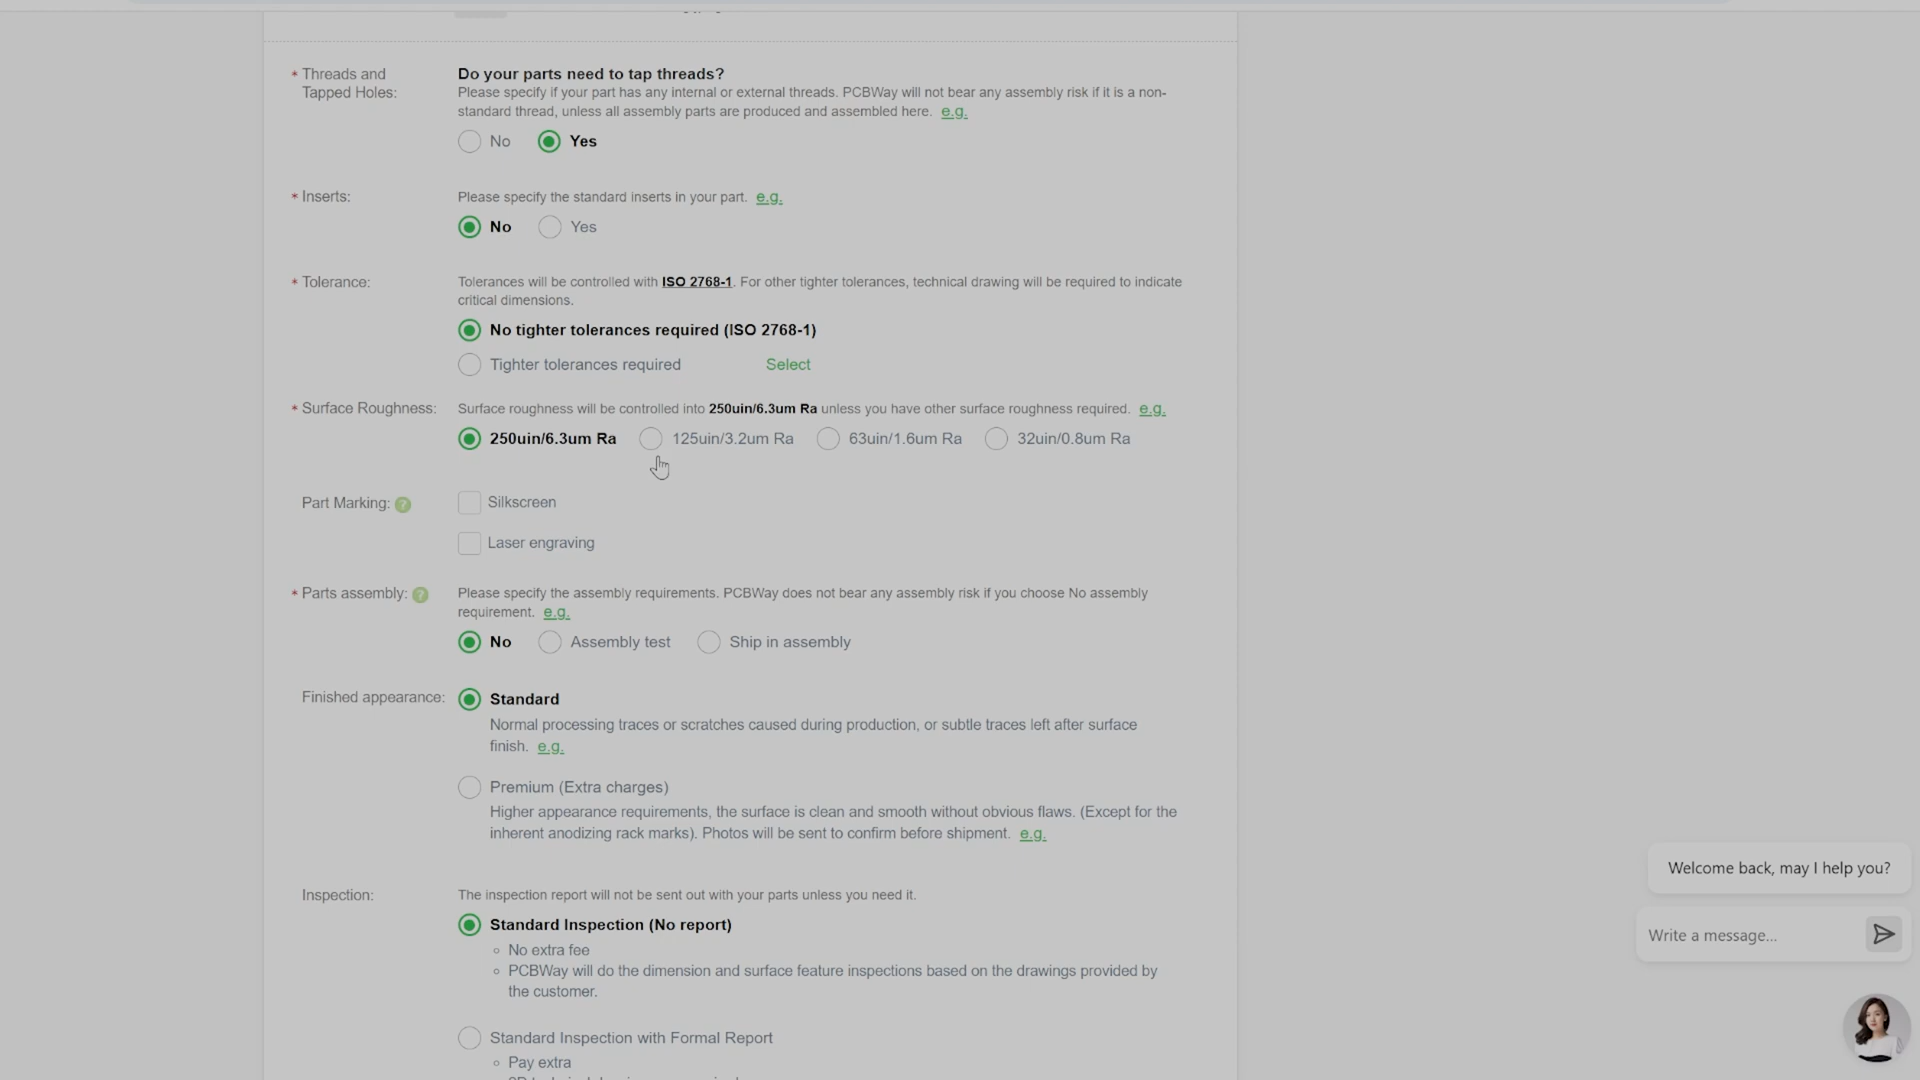 * Threads and Tapped Holes:
Do your parts need to tap threads?
Please specify if your part has any internal or external threads. PCBWay will not bear any assembly risk if it is a non-
standard thread, unless all assembly parts are produced and assembled here. e.g.
No Yes
* Inserts:
Please specify the standard inserts in your part. e.g.
No Yes
* Tolerance:
Tolerances will be controlled with ISO 2768-1. For other tighter tolerances, technical drawing will be required to indicate
critical dimensions.
No tighter tolerances required (ISO 2768-1)
Tighter tolerances required Select
* Surface Roughness:
Surface roughness will be controlled into 250uin/6.3um Ra unless you have other surface roughness required. e.g.
250uin/6.3um Ra 125uin/3.2um Ra 63uin/1.6um Ra 32uin/0.8um Ra
Part Marking: ?
Silkscreen
Laser engraving
* Parts assembly: ?
Please specify the assembly requirements. PCBWay does not bear any assembly risk if you choose No assembly
requirement. e.g.
No Assembly test Ship in assembly
Finished appearance:
Standard
Normal processing traces or scratches caused during production, or subtle traces left after surface
finish. e.g.
Premium (Extra charges)
Higher appearance requirements, the surface is clean and smooth without obvious flaws. (Except for the
inherent anodizing rack marks). Photos will be sent to confirm before shipment. e.g.
Inspection:
The inspection report will not be sent out with your parts unless you need it.
Standard Inspection (No report)
No extra fee
PCBWay will do the dimension and surface feature inspections based on the drawings provided by
the customer.
Standard Inspection with Formal Report
Pay extra
Welcome back, may I help you?
Write a message...